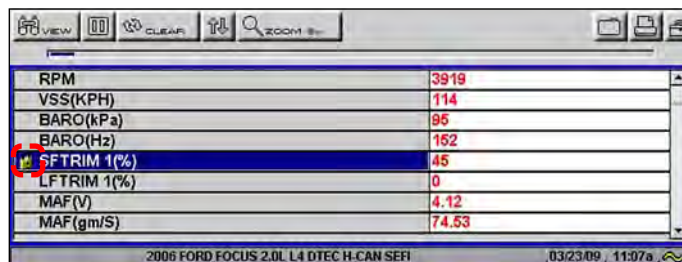 VIEW CLEAR ZOOM
RPM 3919
VSS(KPH) 114
BARO(kPa) 95
BARO(Hz) 152
SFTRIM 1(%) 45
LFTRIM 1(%) 0
MAF(V) 4.12
MAF(gm/S) 74.53
2006 FORD FOCUS 2.0L L4 DTEC H-CAN SEFI 03/23/09 , 11:07a